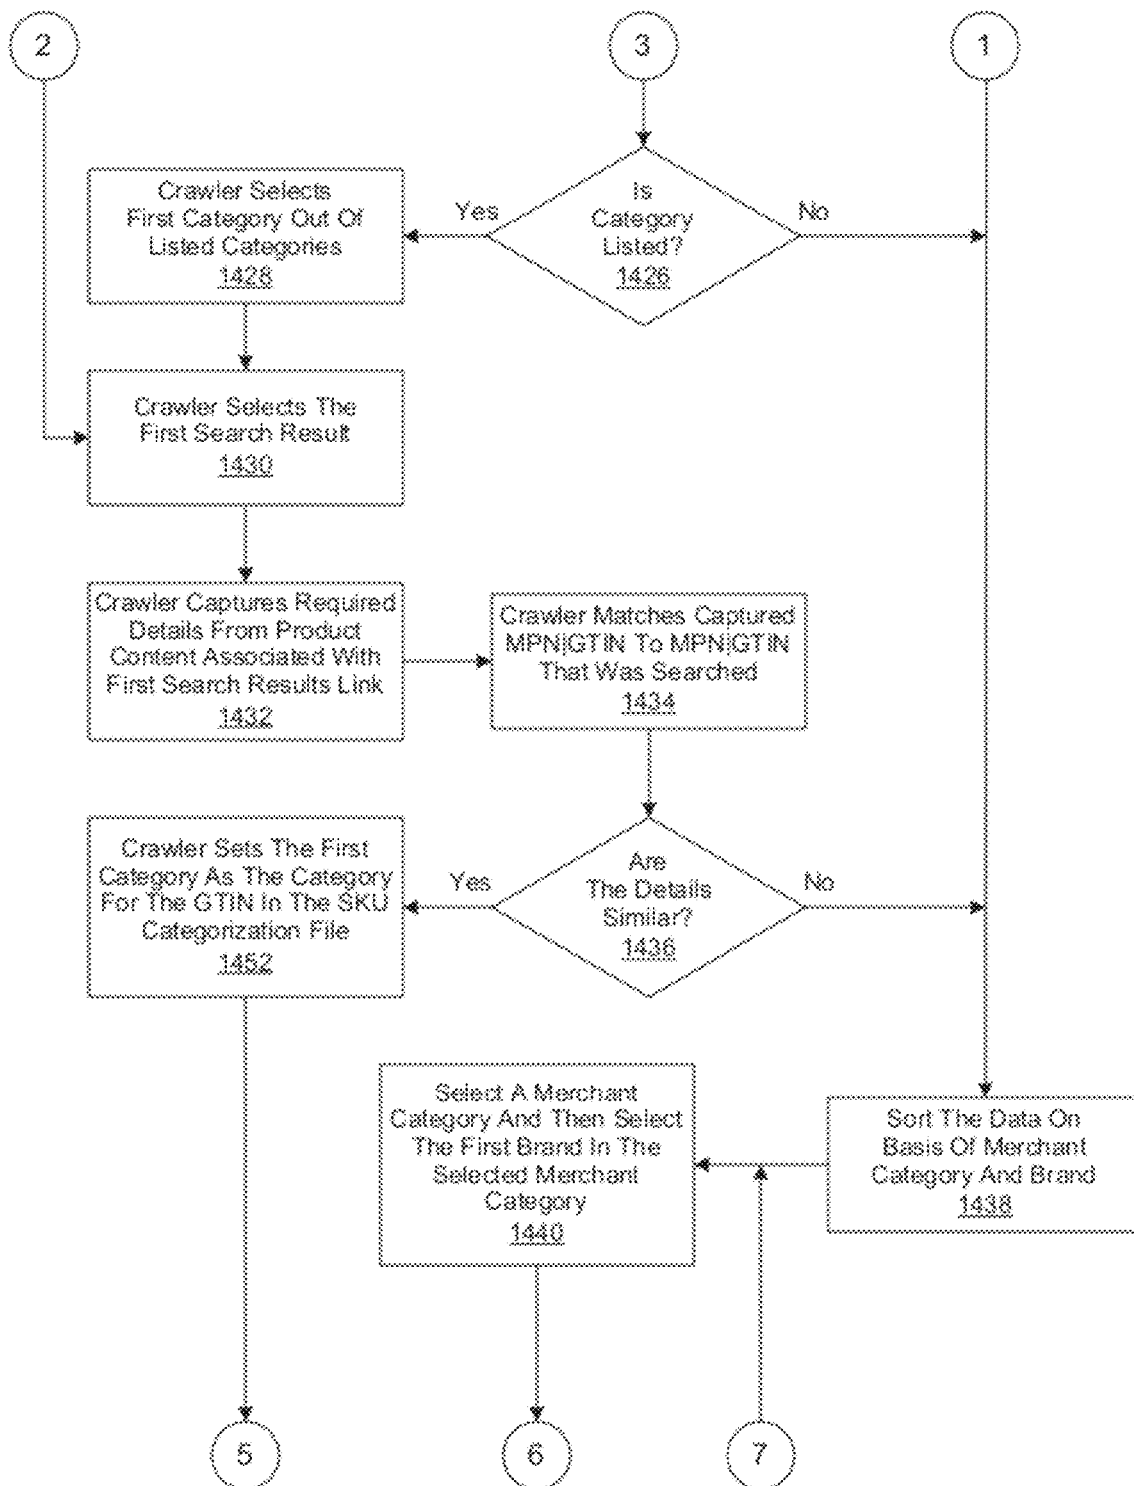 2
3
1
Is
Category
Listed?
1426
Yes
No
Crawler Selects
First Category Out Of
Listed Categories
1428
Crawler Selects The
First Search Result
1430
Crawler Captures Required
Details From Product
Content Associated With
First Search Results Link
1432
Crawler Matches Captured
MPN|GTIN To MPN|GTIN
That Was Searched
1434
Are
The Details
Similar?
1436
Yes
No
Crawler Sets The First
Category As The Category
For The GTIN In The SKU
Categorization File
1452
Sort The Data On
Basis Of Merchant
Category And Brand
1438
Select A Merchant
Category And Then Select
The First Brand In The
Selected Merchant
Category
1440
5
6
7